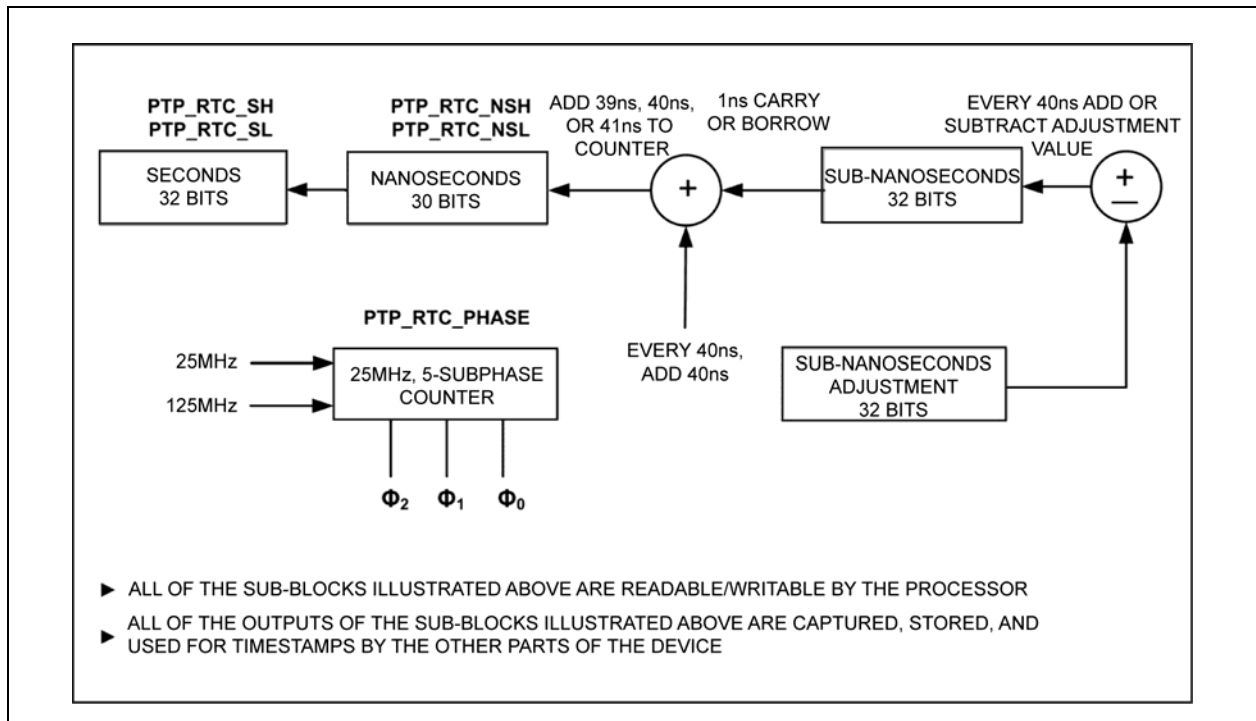 PTP_RTC_SH
PTP_RTC_SL
SECONDS
32 BITS
PTP_RTC_NSH
PTP_RTC_NSL
NANOSECONDS
30 BITS
ADD 39ns, 40ns,
OR 41ns TO
COUNTER
+
1ns CARRY
OR BORROW
SUB-NANOSECONDS
32 BITS
EVERY 40ns ADD OR
SUBTRACT ADJUSTMENT
VALUE
+
−
PTP_RTC_PHASE
25MHz
125MHz
25MHz, 5-SUBPHASE
COUNTER
Φ2 Φ1 Φ0
EVERY 40ns,
ADD 40ns
SUB-NANOSECONDS
ADJUSTMENT
32 BITS
► ALL OF THE SUB-BLOCKS ILLUSTRATED ABOVE ARE READABLE/WRITABLE BY THE PROCESSOR
► ALL OF THE OUTPUTS OF THE SUB-BLOCKS ILLUSTRATED ABOVE ARE CAPTURED, STORED, AND
USED FOR TIMESTAMPS BY THE OTHER PARTS OF THE DEVICE